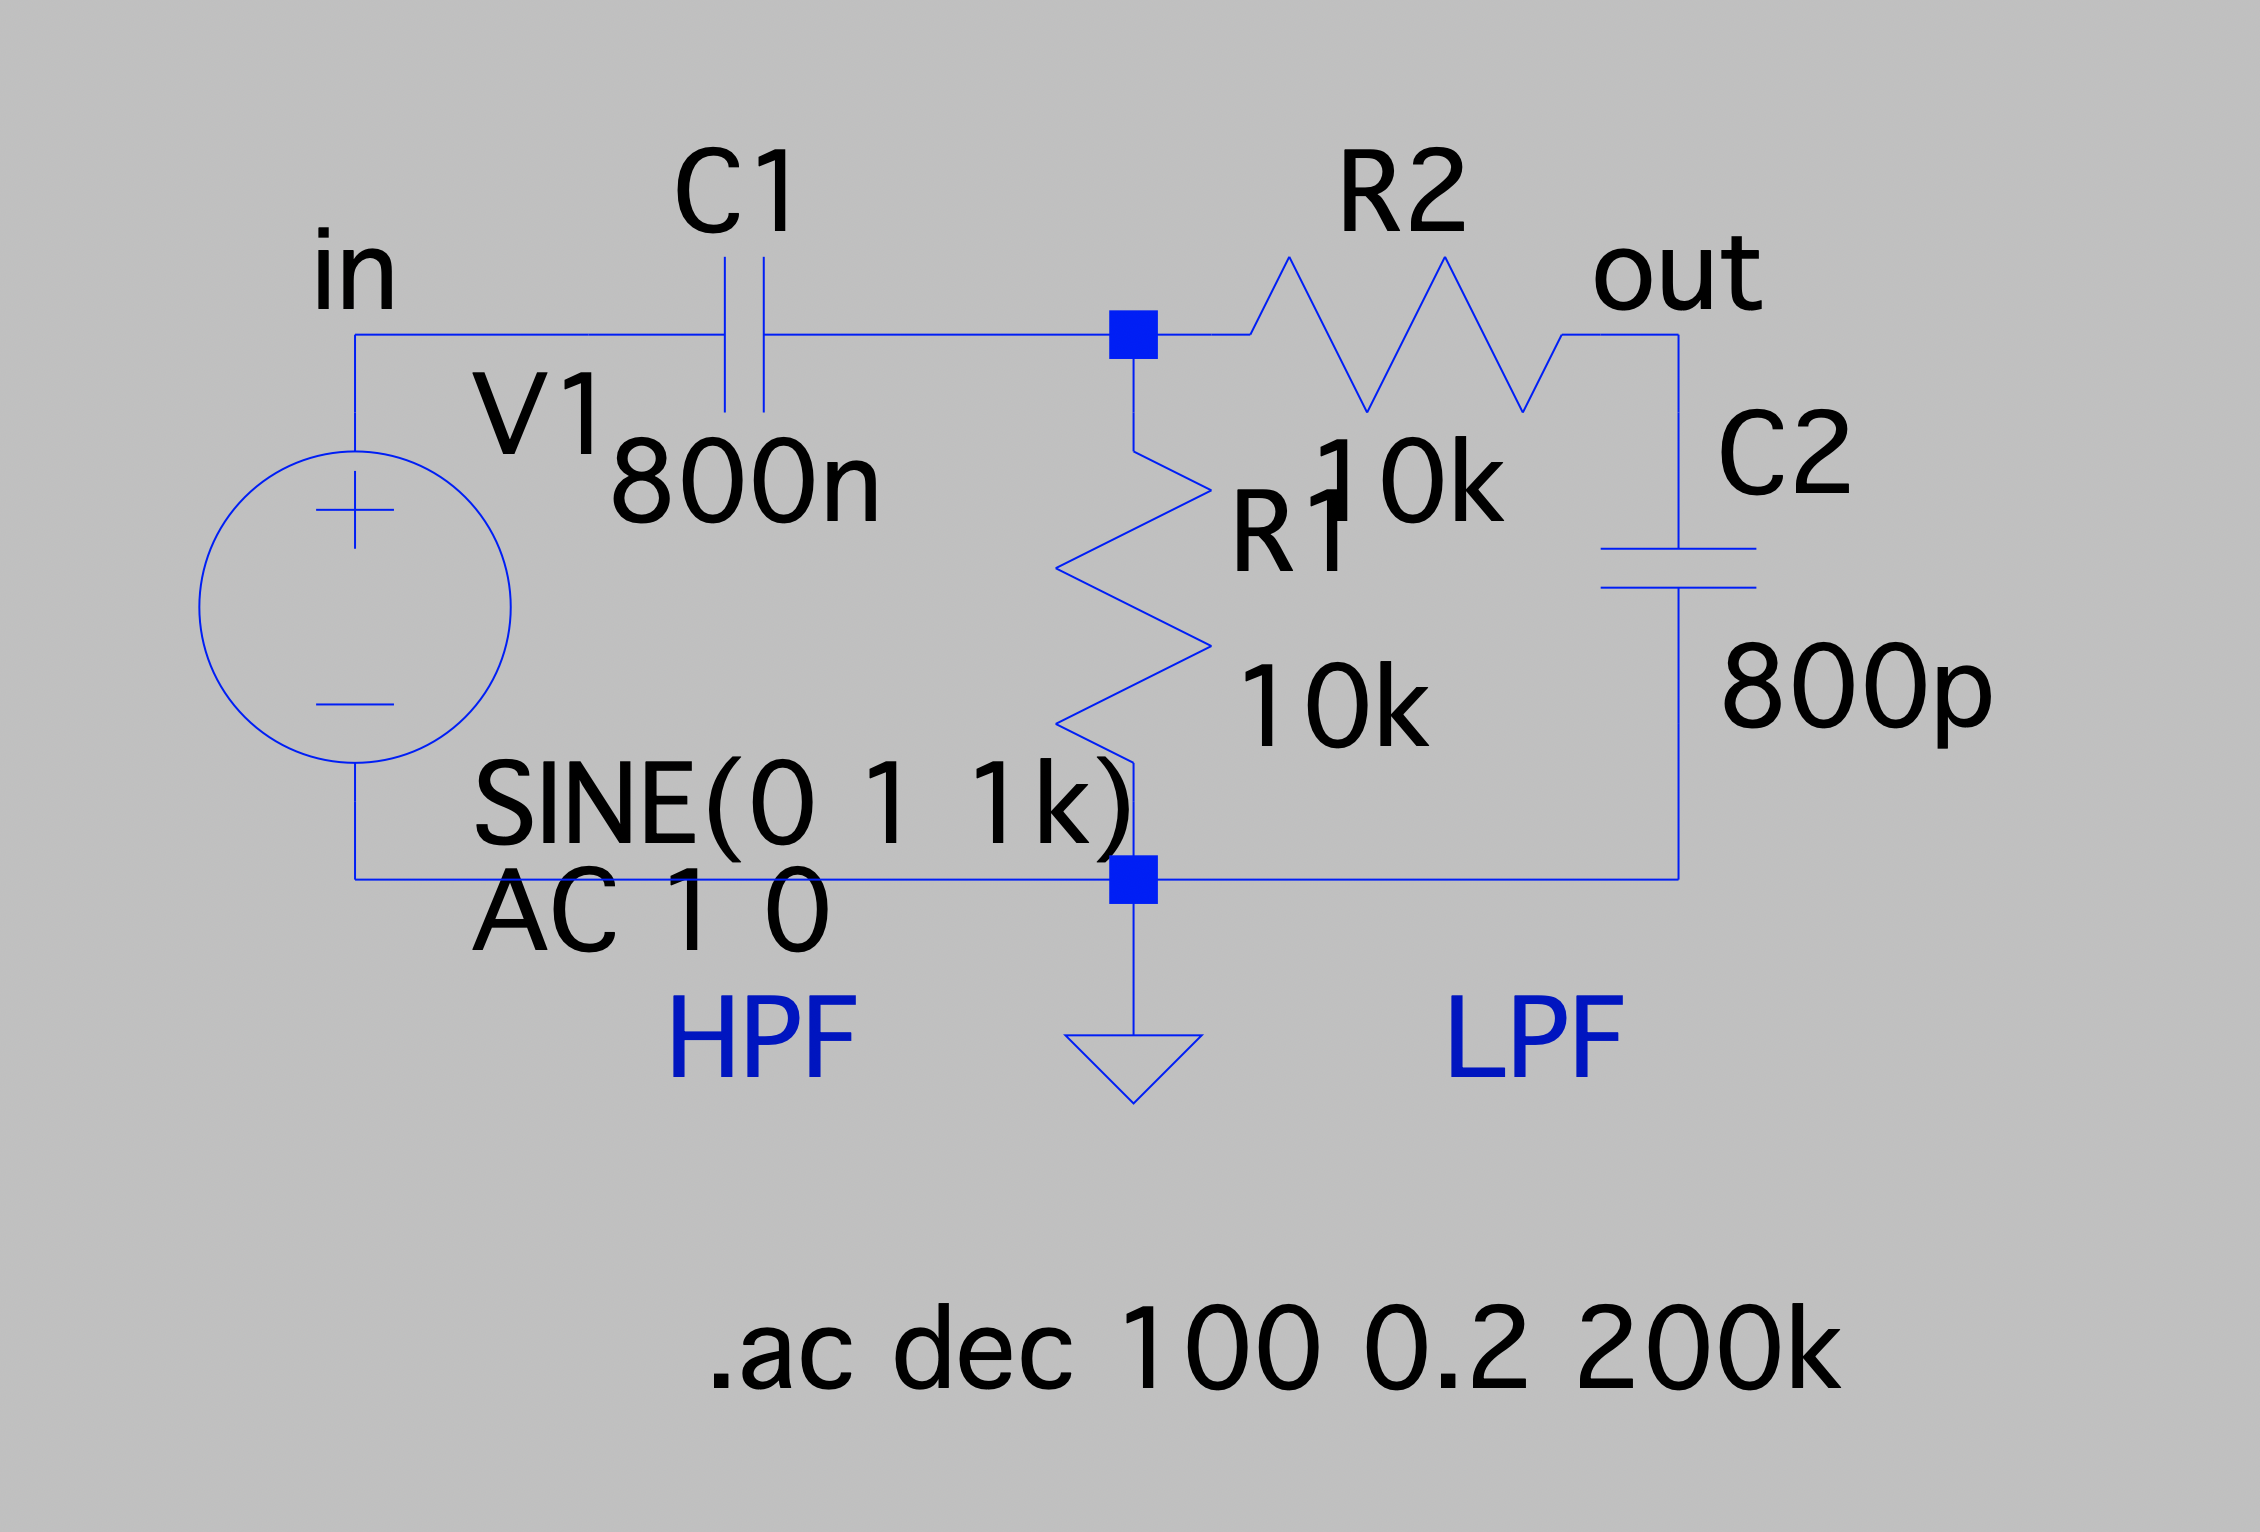 C1
R2
in
out
V1
800n
10k
C2
R1
10k
800p
SINE(0 1 1k)
AC 1 0
HPF
LPF
.ac dec 100 0.2 200k